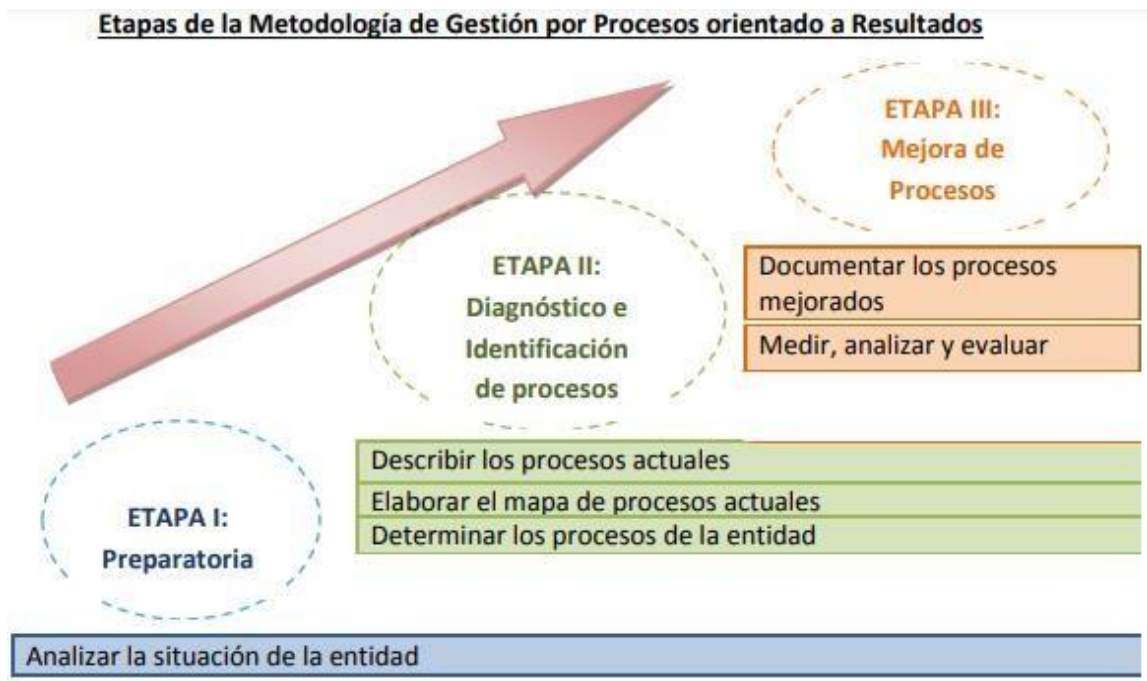 Etapas de la Metodología de Gestión por Procesos orientado a Resultados
ETAPA III:
Mejora de
Procesos
Documentar los procesos
mejorados
Medir, analizar y evaluar
ETAPA II:
Diagnóstico e
Identificación
de procesos
Describir los procesos actuales
Elaborar el mapa de procesos actuales
Determinar los procesos de la entidad
ETAPA I:
Preparatoria
Analizar la situación de la entidad